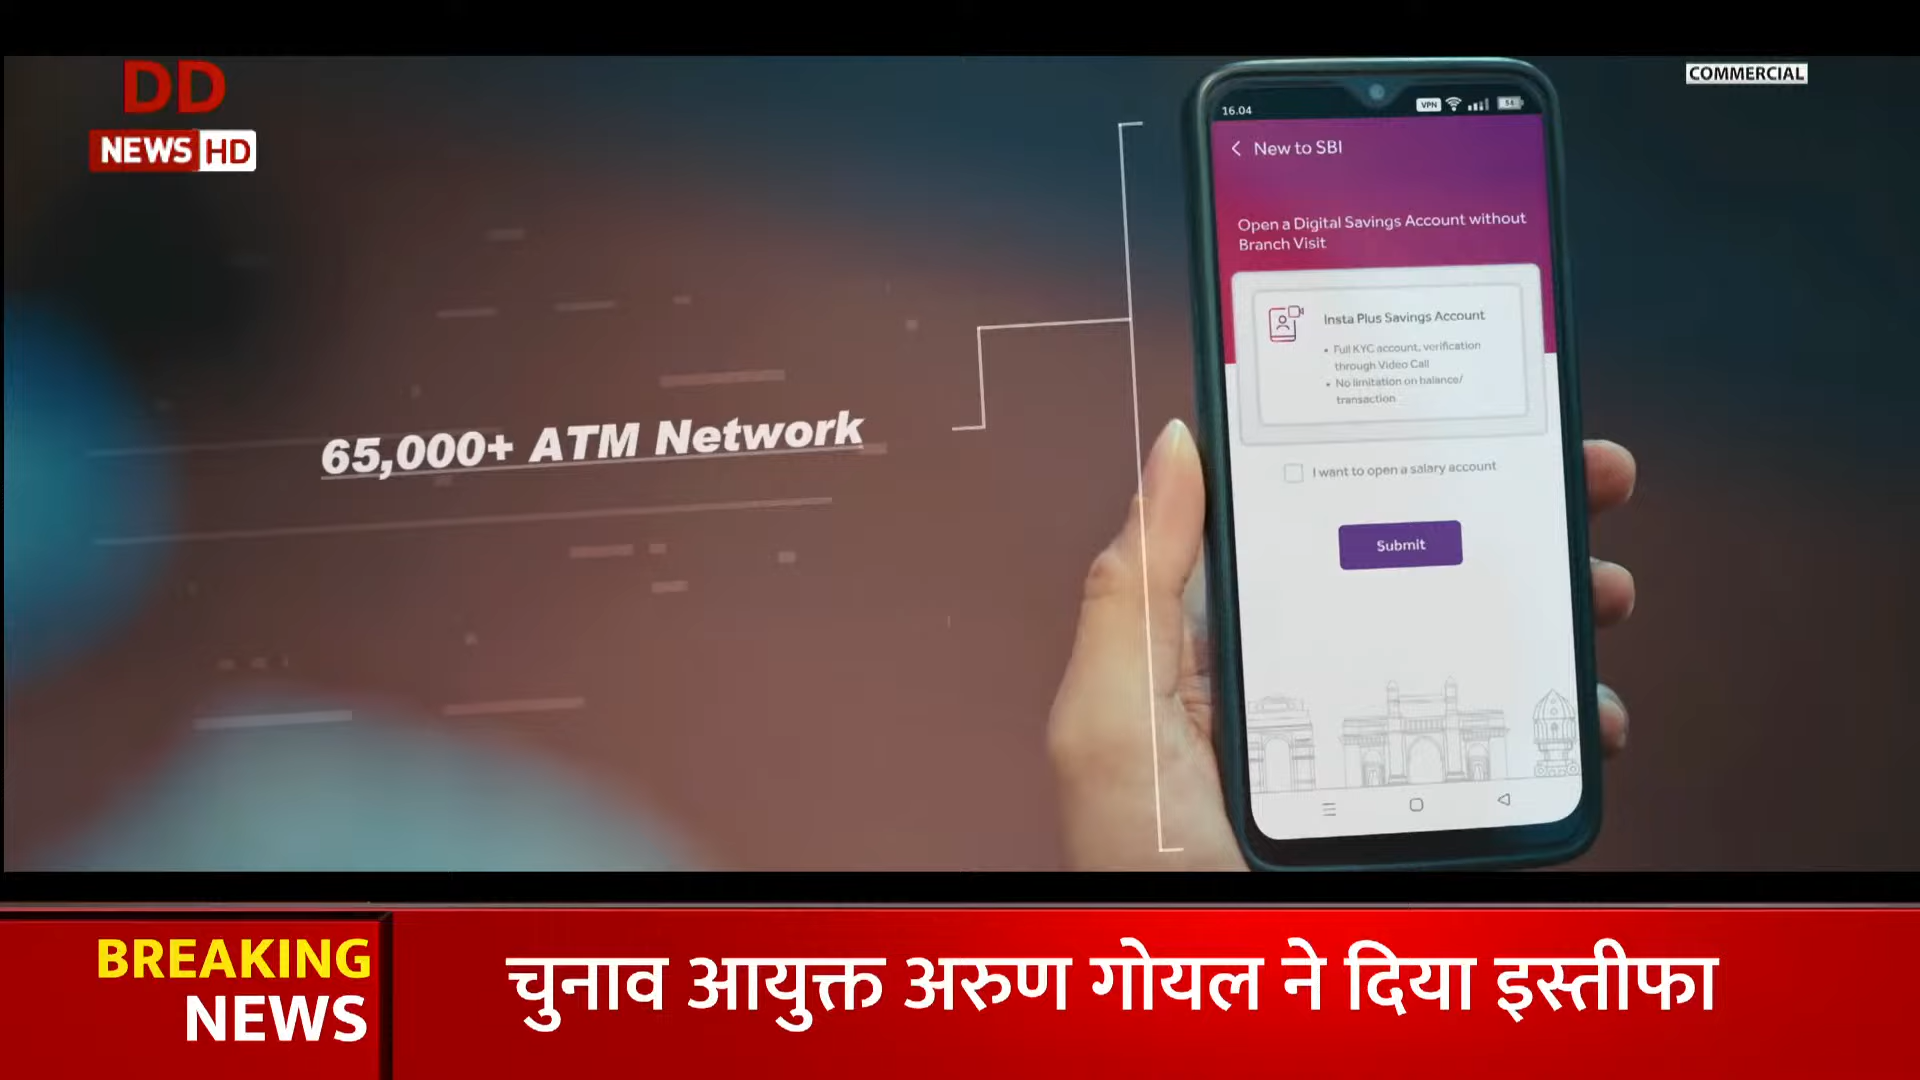 DD
NEWS HD
COMMERCIAL
16.04
VPN
54
New to SBI
Open a Digital Savings Account without
Branch Visit
Insta Plus Savings Account
• Full KYC account, verification
through Video Call
• No limitation on balance/
transaction
I want to open a salary account
Submit
65,000+ ATM Network
BREAKING
NEWS
चुनाव आयुक्त अरुण गोयल ने दिया इस्तीफा